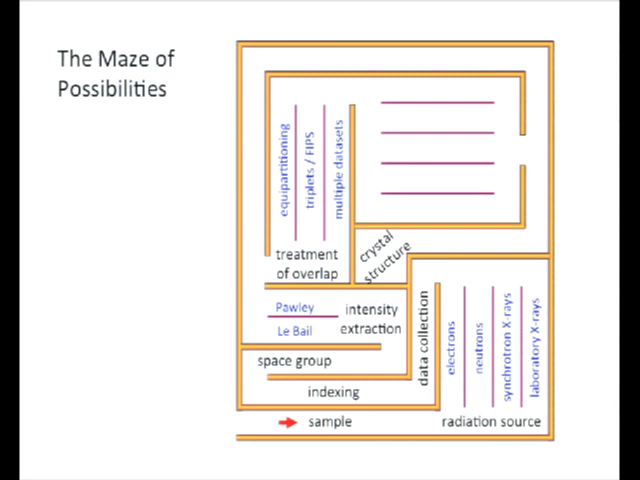 The Maze of
Possibilities
equipartitioning
triplets / FIPS
multiple datasets
treatment
of overlap
crystal
structure
Pawley
Le Bail
intensity
extraction
space group
indexing
data collection
electrons
neutrons
synchrotron X-rays
laboratory X-rays
sample
radiation source